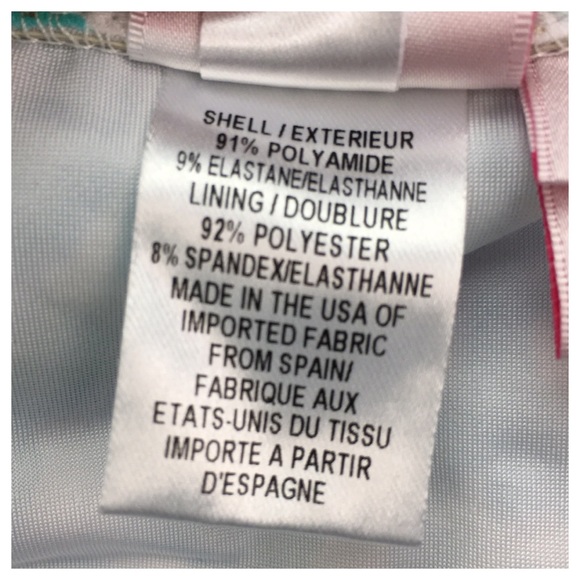 SHELL / EXTERIEUR
91% POLYAMIDE
9% ELASTANE/ELASTHANNE
LINING / DOUBLURE
92% POLYESTER
8% SPANDEX/ELASTHANNE
MADE IN THE USA OF
IMPORTED FABRIC
FROM SPAIN/
FABRIQUE AUX
ETATS-UNIS DU TISSU
IMPORTE A PARTIR
D'ESPAGNE